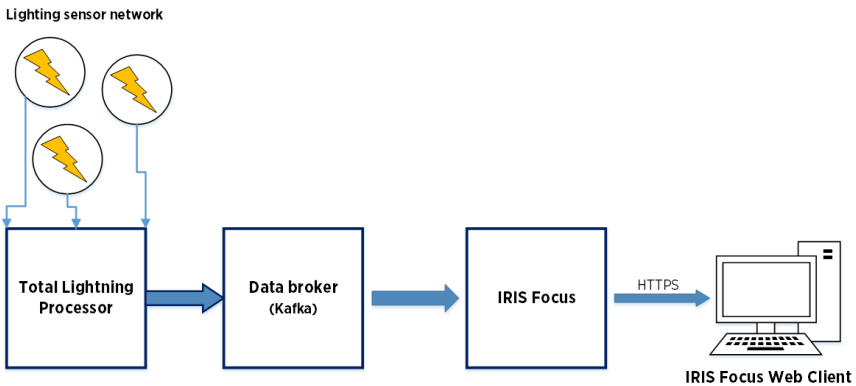 Lighting sensor network
Total Lightning
Processor
Data broker
(Kafka)
IRIS Focus
HTTPS
IRIS Focus Web Client